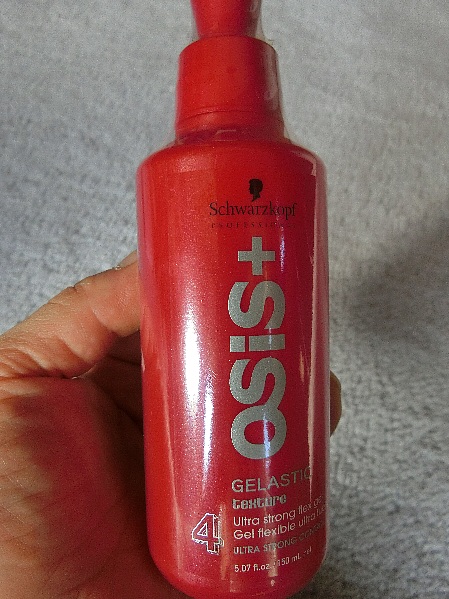 Schwarzkopf
PROFESSIONAL
OSiS+
GELASTIC
texture
4
Ultra strong flex
Gel flexible ultra
ULTRA STRONG
5.07 fl.oz./150 mL